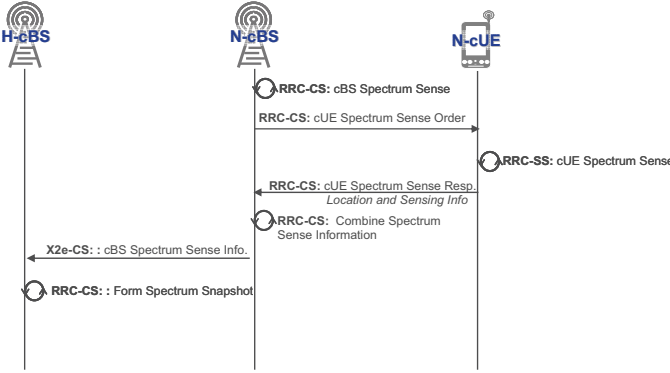 H-cBS
N-cBS
N-cUE
RRC-CS: cBS Spectrum Sense
RRC-CS: cUE Spectrum Sense Order
RRC-SS: cUE Spectrum Sense
RRC-CS: cUE Spectrum Sense Resp.
Location and Sensing Info
RRC-CS: Combine Spectrum
Sense Information
X2e-CS: : cBS Spectrum Sense Info.
RRC-CS: : Form Spectrum Snapshot